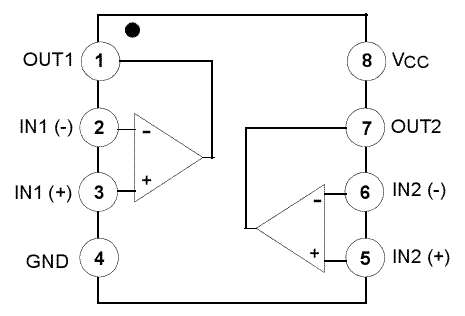 OUT1 1 8 VCC
IN1 (-) 2 - 7 OUT2
IN1 (+) 3 + - 6 IN2 (-)
GND 4 + 5 IN2 (+)